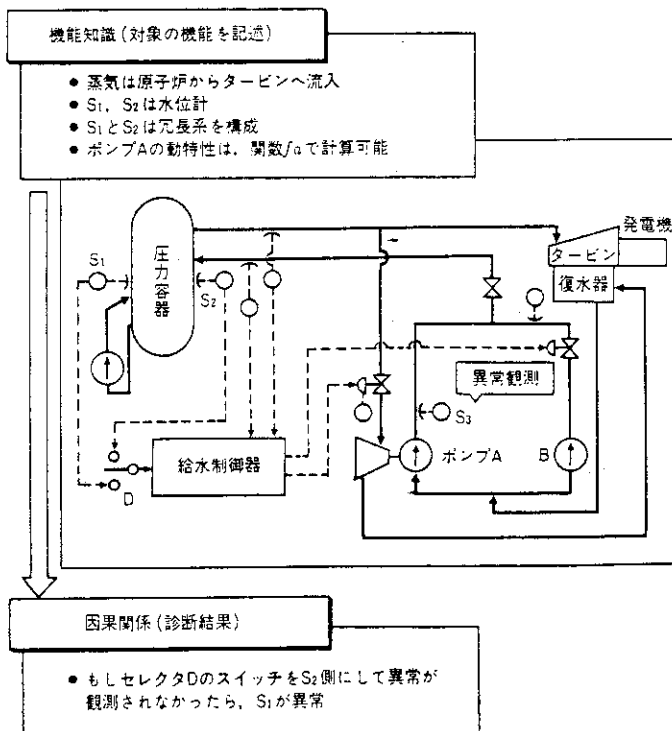 機能知識(対象の機能を記述)
● 蒸気は原子炉からタービンへ流入
● S₁, S₂は水位計
● S₁とS₂は冗長系を構成
● ポンプAの動特性は, 関数faで計算可能
発電機
タービン
復水器
S₁
圧力容器
S₂
異常観測
S₃
給水制御器
ポンプA
B
D
因果関係(診断結果)
● もしセレクタDのスイッチをS₂側にして異常が
観測されなかったら, S₁が異常